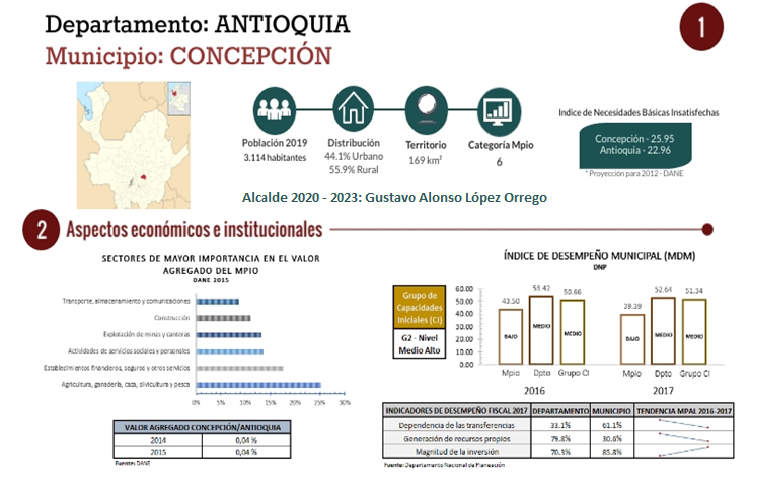 Departamento: ANTIOQUIA
Municipio: CONCEPCIÓN
1
Población 2019
3.114 habitantes
Distribución
44.1% Urbano
55.9% Rural
Territorio
1.69 km²
Categoría Mpio
6
Indice de Necesidades Básicas Insatisfechas
Concepción - 25.95
Antioquia - 22.96
* Proyección para 2012 - DANE
Alcalde 2020 - 2023: Gustavo Alonso López Orrego
2 Aspectos económicos e institucionales
SECTORES DE MAYOR IMPORTANCIA EN EL VALOR
AGREGADO DEL MPIO
DANE 2015
Transporte, almacenamiento y comunicaciones
Construcción
Explotación de minas y canteras
Actividades de servicios sociales y personales
Establecimientos financieros, seguros y otros servicios
Agricultura, ganadería, caza, silvicultura y pesca
0% 5% 10% 15% 20% 25% 30%
VALOR AGREGADO CONCEPCIÓN/ANTIOQUIA
2014 0,04 %
2015 0,04 %
Fuente: DANE
ÍNDICE DE DESEMPEÑO MUNICIPAL (MDM)
DNP
Grupo de
Capacidades
Iniciales (CI)
G2 - Nivel
Medio Alto
60.00
50.00
40.00
30.00
20.00
10.00
0.00
43.50 53.42 50.66 39.39 52.64 51.34
BAJO MEDIO MEDIO BAJO MEDIO MEDIO
Mpio Dpto Grupo CI Mpio Dpto Grupo CI
2016 2017
INDICADORES DE DESEMPEÑO FISCAL 2017 DEPARTAMENTO MUNICIPIO TENDENCIA MPAL 2016-2017
Dependencia de las transferencias 33.1% 61.1%
Generación de recursos propios 79.8% 30.6%
Magnitud de la inversión 70.3% 85.8%
Fuente: Departamento Nacional de Planeación